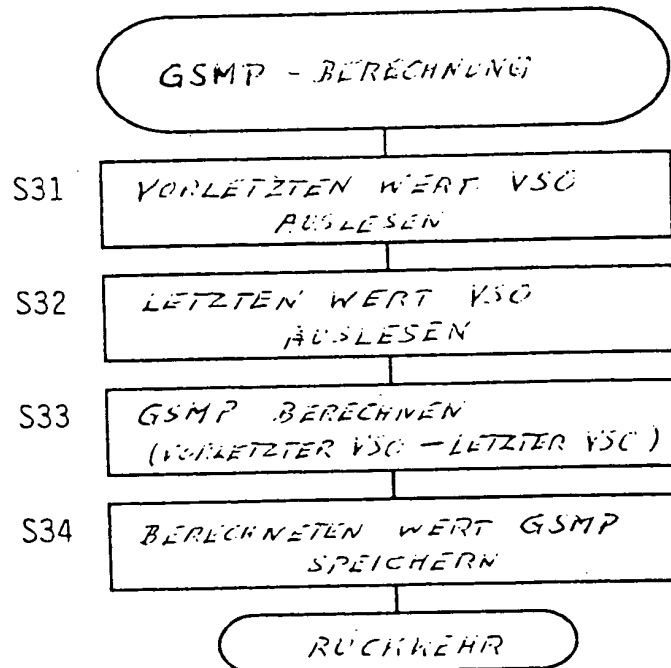 GSMP - BERECHNUNG
S31 VORLETZTEN WERT VSO
AUSLESEN
S32 LETZTEN WERT VSO
AUSLESEN
S33 GSMP BERECHNEN
(VORLETZTER VSO - LETZTER VSO)
S34 BERECHNETEN WERT GSMP
SPEICHERN
RÜCKKEHR